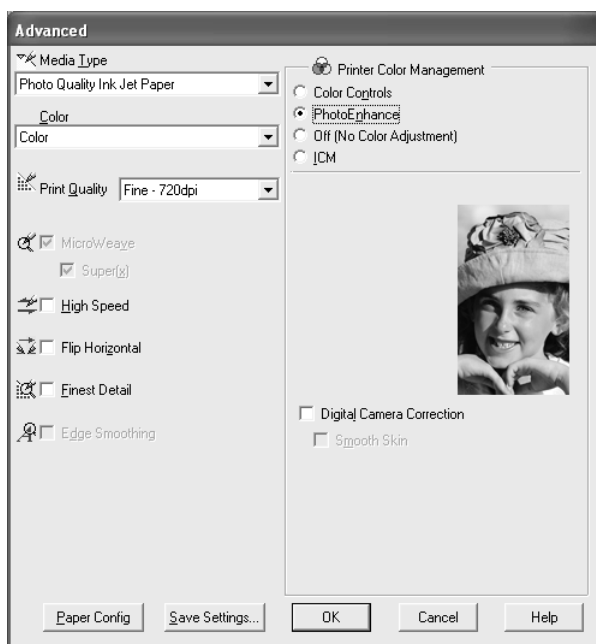 Advanced
Media Type
Photo Quality Ink Jet Paper
Color
Color
Print Quality
Fine - 720dpi
MicroWeave
Super(x)
High Speed
Flip Horizontal
Finest Detail
Edge Smoothing
Printer Color Management
Color Controls
PhotoEnhance
Off (No Color Adjustment)
ICM
Digital Camera Correction
Smooth Skin
Paper Config
Save Settings...
OK
Cancel
Help